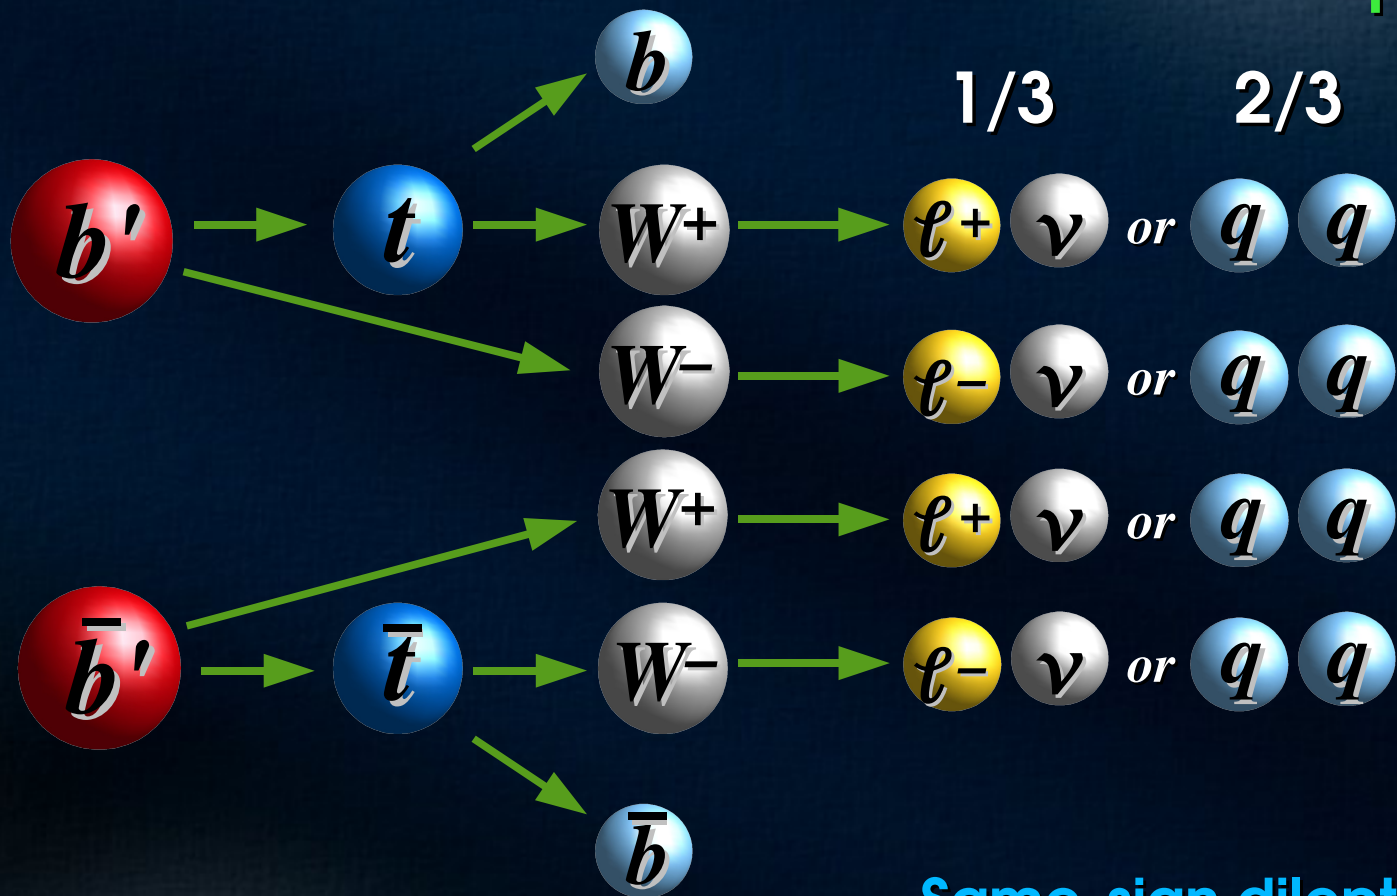 b
1/3 2/3
b′ t W⁺ ℓ⁺ ν or q q
W⁻ ℓ⁻ ν or q q
W⁺ ℓ⁺ ν or q q
b̄′ t̄ W⁻ ℓ⁻ ν or q q
b̄